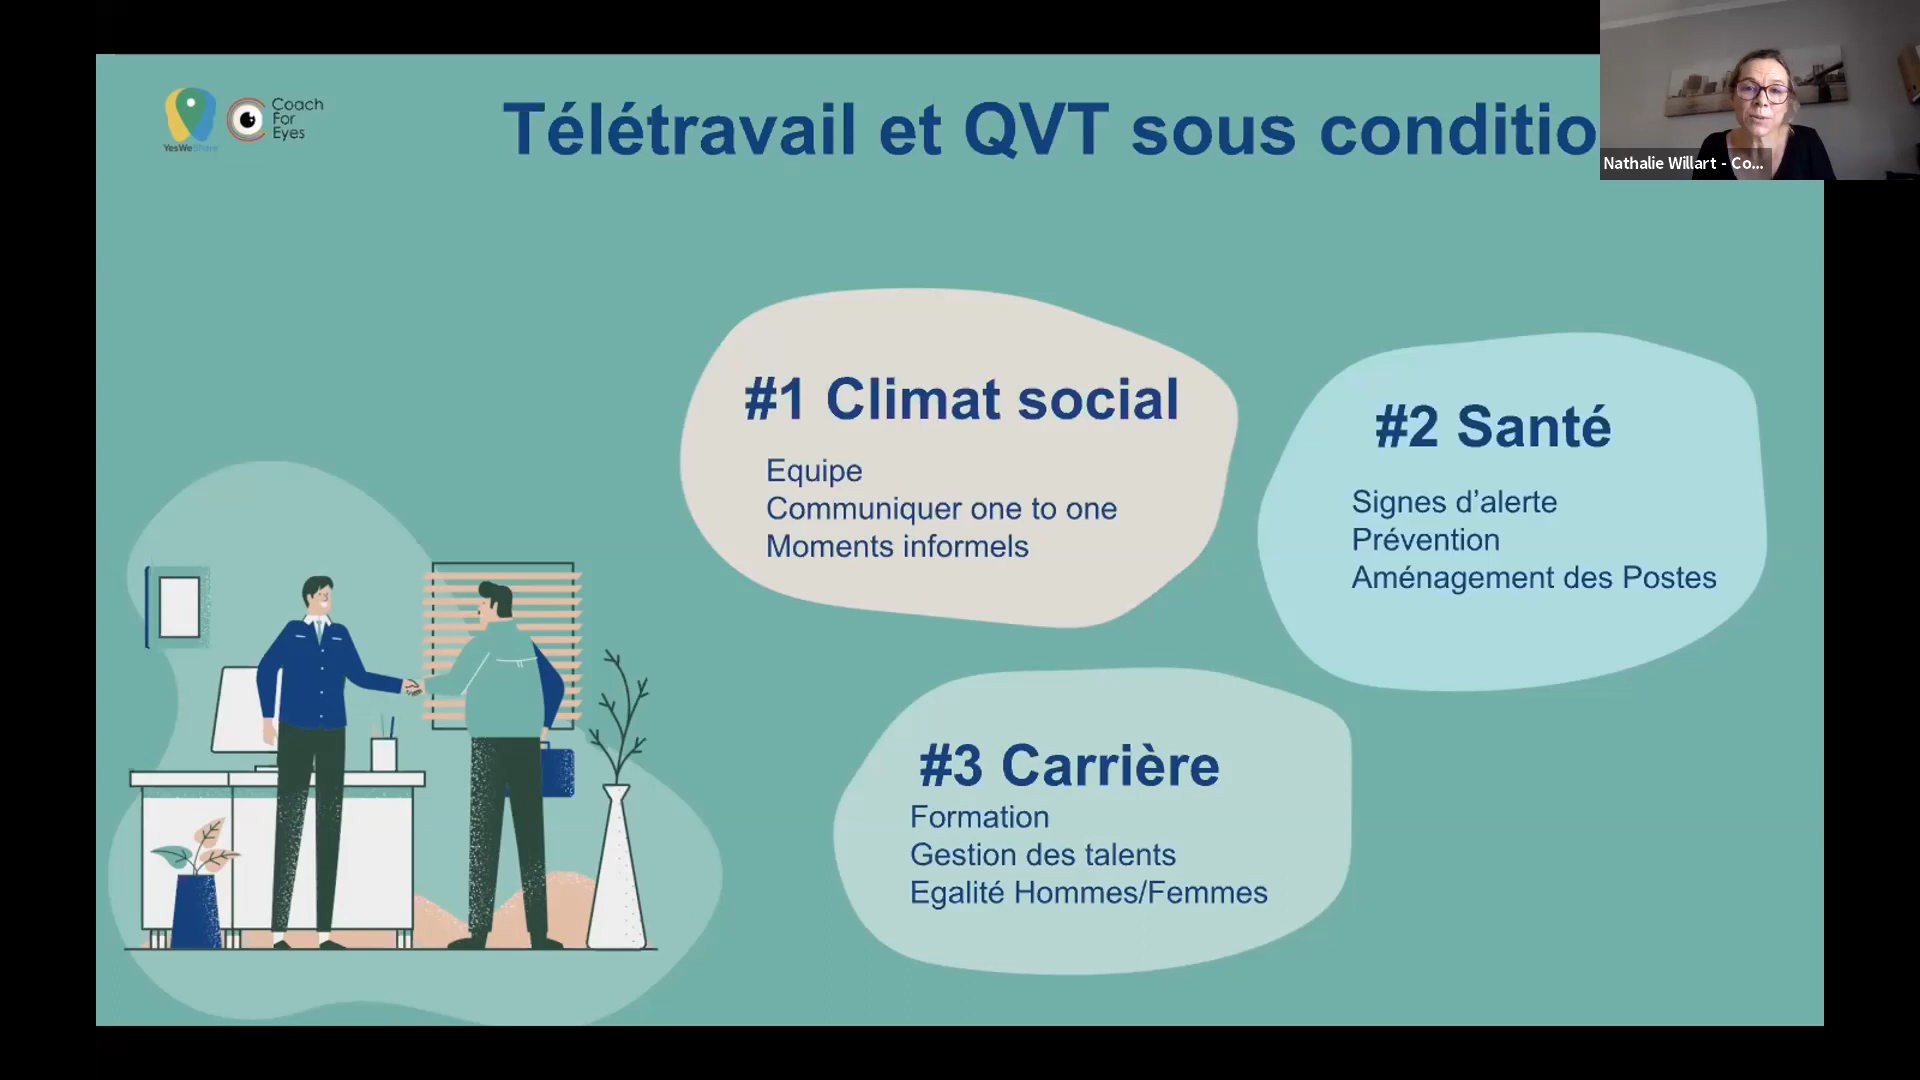 YesWeShare
Coach
For
Eyes
Télétravail et QVT sous conditio
Nathalie Willart - Co...
#1 Climat social
Equipe
Communiquer one to one
Moments informels
#2 Santé
Signes d’alerte
Prévention
Aménagement des Postes
#3 Carrière
Formation
Gestion des talents
Egalité Hommes/Femmes